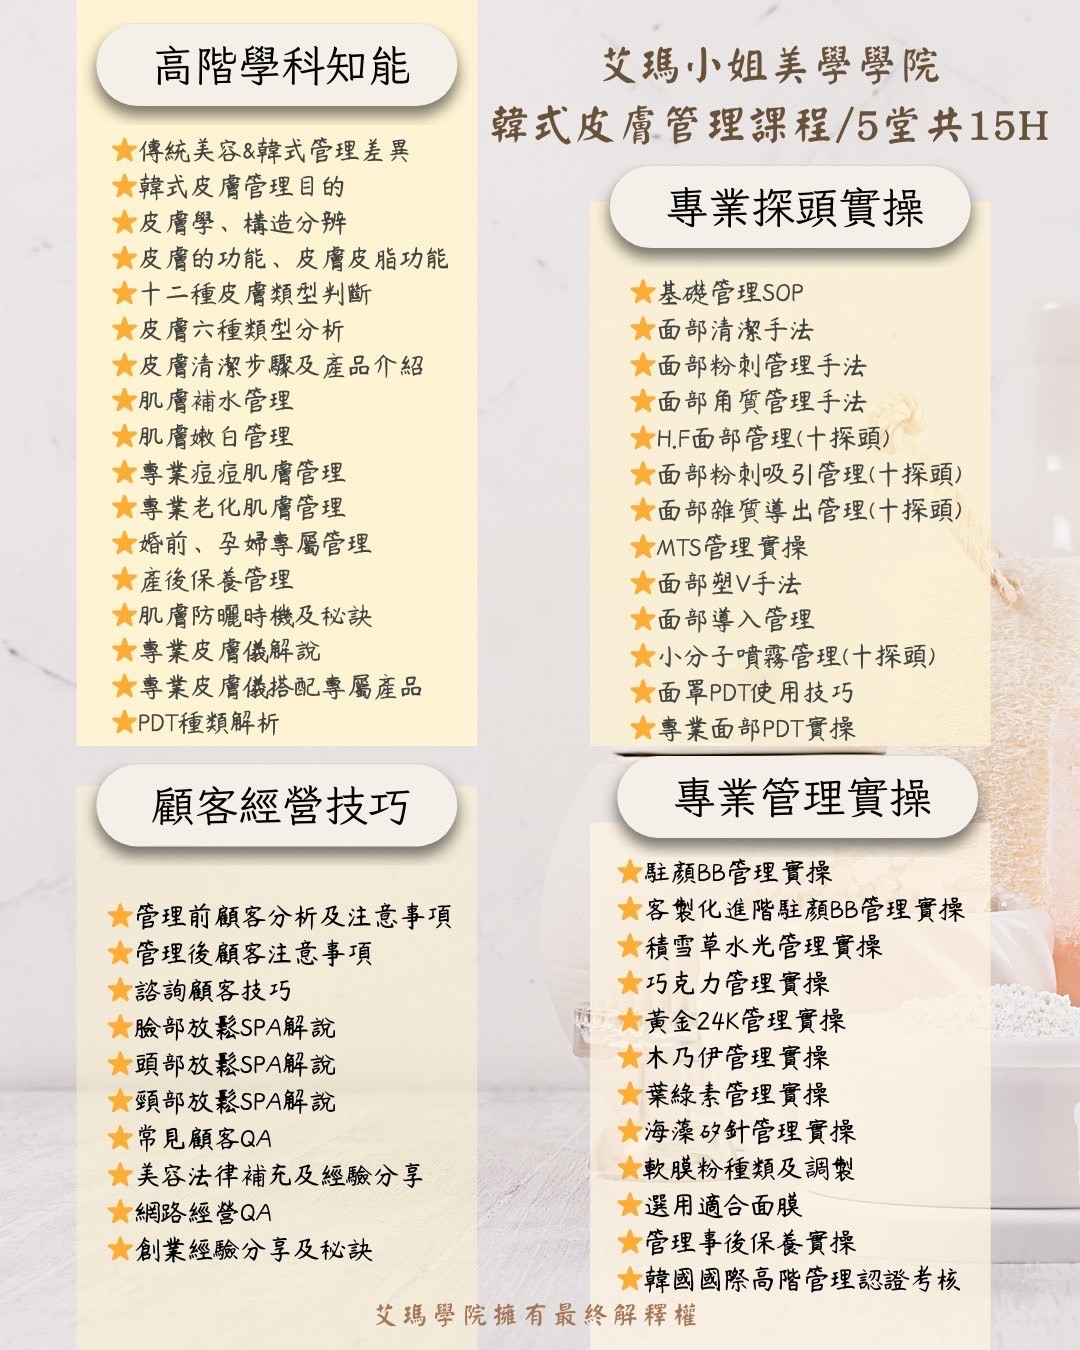 艾瑪小姐美學學院
韓式皮膚管理課程/5堂共15H
高階學科知能
⭐傳統美容&韓式管理差異
⭐韓式皮膚管理目的
⭐皮膚學、構造分辨
⭐皮膚的功能、皮膚皮脂功能
⭐十二種皮膚類型判斷
⭐皮膚六種類型分析
⭐皮膚清潔步驟及產品介紹
⭐肌膚補水管理
⭐肌膚嫩白管理
⭐專業痘痘肌膚管理
⭐專業老化肌膚管理
⭐婚前、孕婦專屬管理
⭐產後保養管理
⭐肌膚防曬時機及秘訣
⭐專業皮膚儀解說
⭐專業皮膚儀搭配專屬產品
⭐PDT種類解析
專業探頭實操
⭐基礎管理SOP
⭐面部清潔手法
⭐面部粉刺管理手法
⭐面部角質管理手法
⭐H.F面部管理(十探頭)
⭐面部粉刺吸引管理(十探頭)
⭐面部雜質導出管理(十探頭)
⭐MTS管理實操
⭐面部塑V手法
⭐面部導入管理
⭐小分子噴霧管理(十探頭)
⭐面罩PDT使用技巧
⭐專業面部PDT實操
顧客經營技巧
⭐管理前顧客分析及注意事項
⭐管理後顧客注意事項
⭐諮詢顧客技巧
⭐臉部放鬆SPA解說
⭐頭部放鬆SPA解說
⭐頸部放鬆SPA解說
⭐常見顧客QA
⭐美容法律補充及經驗分享
⭐網路經營QA
⭐創業經驗分享及秘訣
專業管理實操
⭐駐顏BB管理實操
⭐客製化進階駐顏BB管理實操
⭐積雪草水光管理實操
⭐巧克力管理實操
⭐黃金24K管理實操
⭐木乃伊管理實操
⭐葉綠素管理實操
⭐海藻矽針管理實操
⭐軟膜粉種類及調製
⭐選用適合面膜
⭐管理事後保養實操
⭐韓國國際高階管理認證考核
艾瑪學院擁有最終解釋權